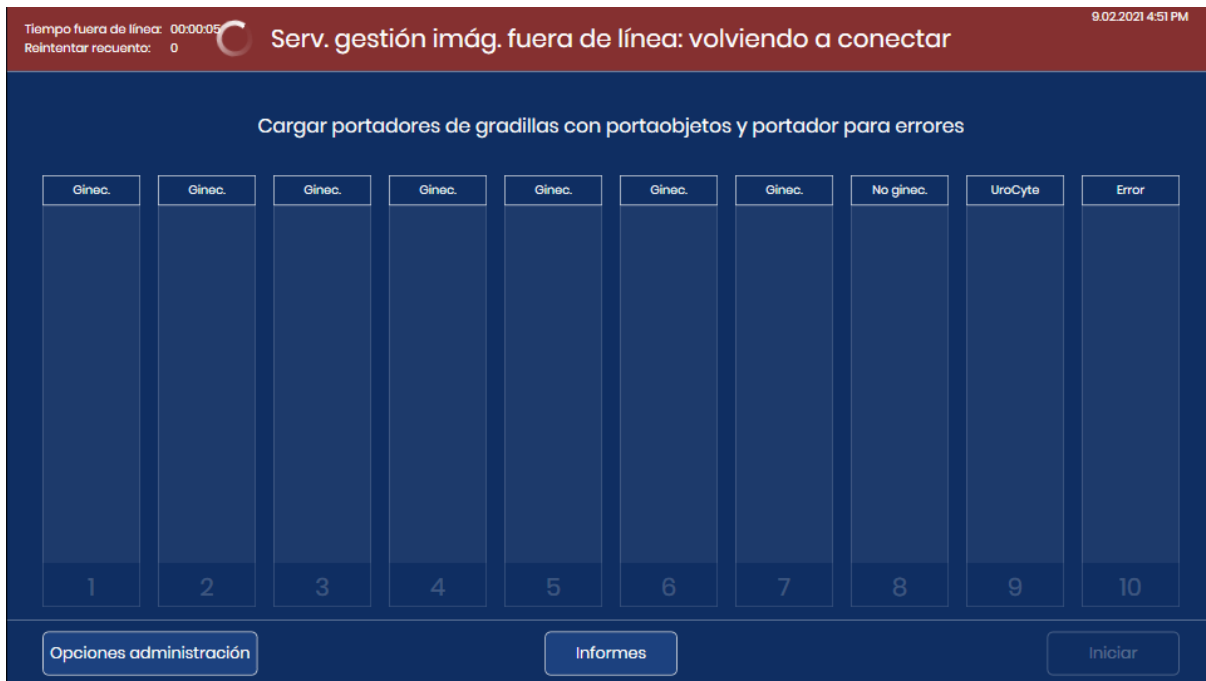 Tiempo fuera de línea: 00:00:05
Reintentar recuento: 0
Serv. gestión imág. fuera de línea: volviendo a conectar
9.02.2021 4:51 PM
Cargar portadores de gradillas con portaobjetos y portador para errores
Ginec. Ginec. Ginec. Ginec. Ginec. Ginec. Ginec. No ginec. UroCyte Error
1 2 3 4 5 6 7 8 9 10
Opciones administración Informes Iniciar